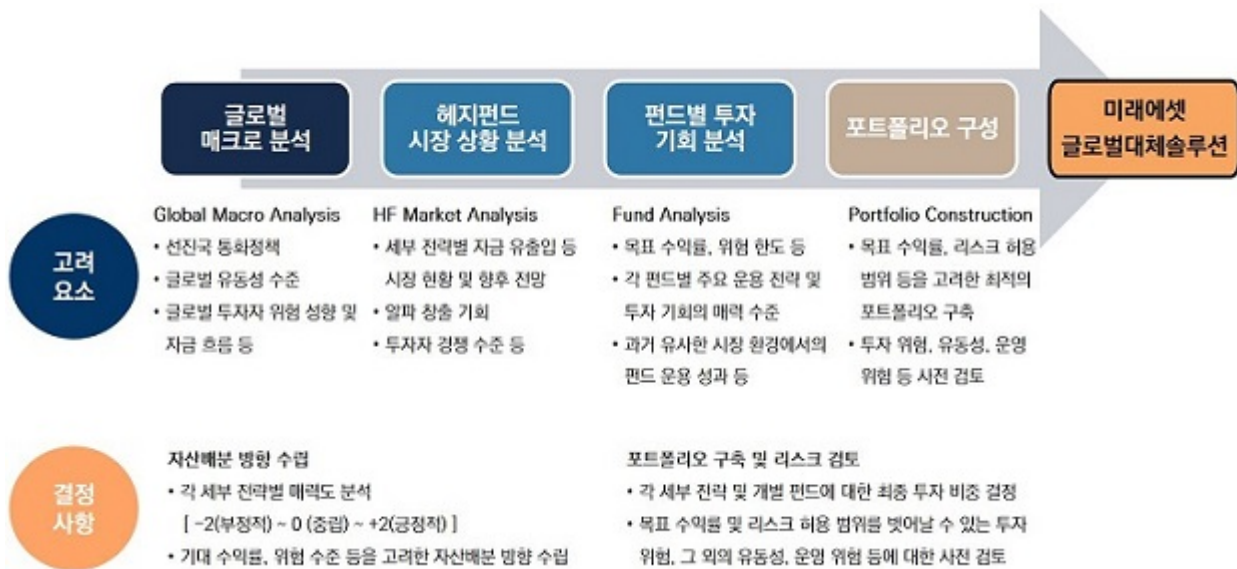 글로벌
매크로 분석
헤지펀드
시장 상황 분석
펀드별 투자
기회 분석
포트폴리오 구성
미래에셋
글로벌대체솔루션
고려
요소
Global Macro Analysis
• 선진국 통화정책
• 글로벌 유동성 수준
• 글로벌 투자자 위험 성향 및
자금 흐름 등
HF Market Analysis
• 세부 전략별 자금 유출입 등
시장 현황 및 향후 전망
• 알파 창출 기회
• 투자자 경쟁 수준 등
Fund Analysis
• 목표 수익률, 위험 한도 등
• 각 펀드별 주요 운용 전략 및
투자 기회의 매력 수준
• 과거 유사한 시장 환경에서의
펀드 운용 성과 등
Portfolio Construction
• 목표 수익률, 리스크 허용
범위 등을 고려한 최적의
포트폴리오 구축
• 투자 위험, 유동성, 운영
위험 등 사전 검토
결정
사항
자산배분 방향 수립
• 각 세부 전략별 매력도 분석
[ -2(부정적) ~ 0 (중립) ~ +2(긍정적) ]
• 기대 수익률, 위험 수준 등을 고려한 자산배분 방향 수립
포트폴리오 구축 및 리스크 검토
• 각 세부 전략 및 개별 펀드에 대한 최종 투자 비중 결정
• 목표 수익률 및 리스크 허용 범위를 벗어날 수 있는 투자
위험, 그 외의 유동성, 운영 위험 등에 대한 사전 검토